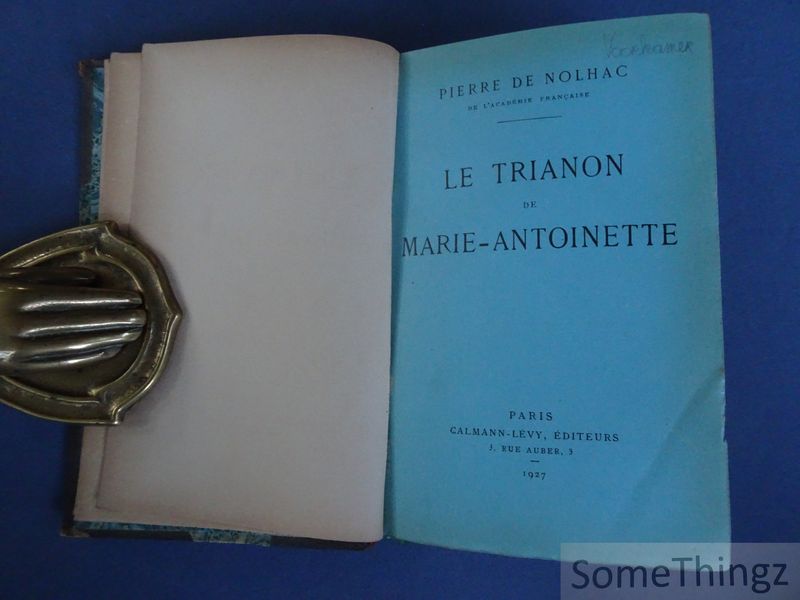 Voorkamer
PIERRE DE NOLHAC
DE L'ACADÉMIE FRANÇAISE
LE TRIANON
DE
MARIE-ANTOINETTE
PARIS
CALMANN-LÉVY, ÉDITEURS
3, RUE AUBER, 3
1927
SomeThingz